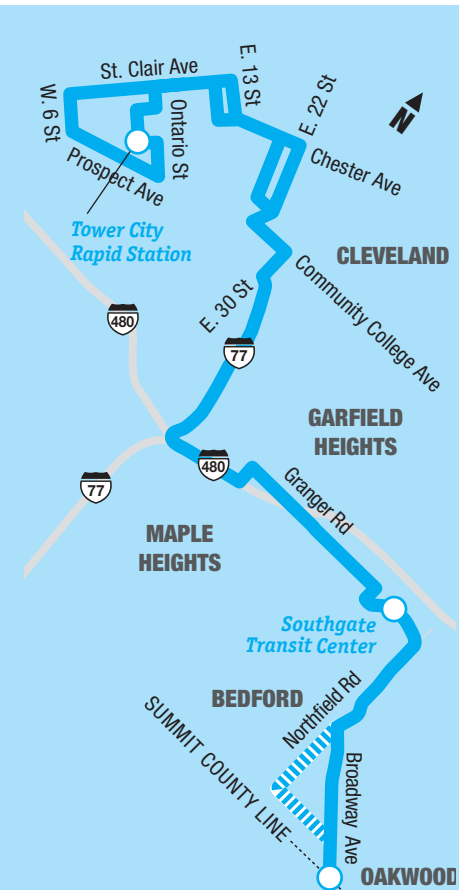 St. Clair Ave
E. 13 St
W. 6 St
Ontario St
E. 22 St
N
Prospect Ave
Chester Ave
Tower City
Rapid Station
CLEVELAND
Community College Ave
E. 30 St
480
77
GARFIELD
HEIGHTS
480
Granger Rd
77
MAPLE
HEIGHTS
Southgate
Transit Center
BEDFORD
Northfield Rd
SUMMIT COUNTY LINE
Broadway Ave
OAKWOOD